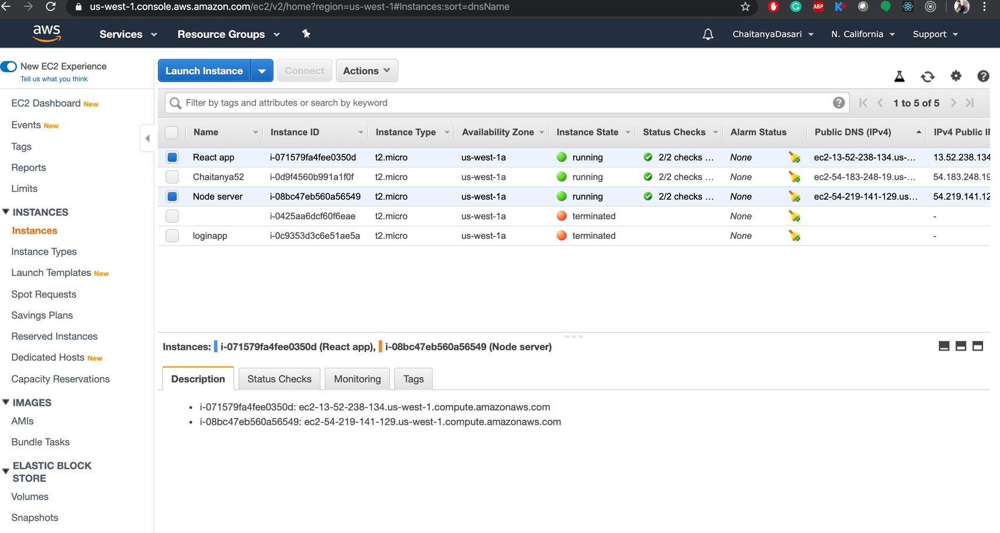 us-west-1.console.aws.amazon.com/ec2/v2/home?region=us-west-1#Instances:sort=dnsName
ABP
aws Services Resource Groups ChaitanyaDasari N. California Support
New EC2 Experience
Tell us what you think
EC2 Dashboard New
Events New
Tags
Reports
Limits
INSTANCES
Instances
Instance Types
Launch Templates New
Spot Requests
Savings Plans
Reserved Instances
Dedicated Hosts New
Capacity Reservations
IMAGES
AMIs
Bundle Tasks
ELASTIC BLOCK
STORE
Volumes
Snapshots
Launch Instance Connect Actions
Filter by tags and attributes or search by keyword 1 to 5 of 5
Name Instance ID Instance Type Availability Zone Instance State Status Checks Alarm Status Public DNS (IPv4) IPv4 Public IP
React app i-071579fa4fee0350d t2.micro us-west-1a running 2/2 checks ... None ec2-13-52-238-134.us-... 13.52.238.134
Chaitanya52 i-0d9f4560b991a1f0f t2.micro us-west-1a running 2/2 checks ... None ec2-54-183-248-19.us-... 54.183.248.19
Node server i-08bc47eb560a56549 t2.micro us-west-1a running 2/2 checks ... None ec2-54-219-141-129.us... 54.219.141.12
i-0425aa6dcf60f6eae t2.micro us-west-1a terminated None -
loginapp i-0c9353d3c6e51ae5a t2.micro us-west-1a terminated None -
Instances: i-071579fa4fee0350d (React app), i-08bc47eb560a56549 (Node server)
Description Status Checks Monitoring Tags
• i-071579fa4fee0350d: ec2-13-52-238-134.us-west-1.compute.amazonaws.com
• i-08bc47eb560a56549: ec2-54-219-141-129.us-west-1.compute.amazonaws.com